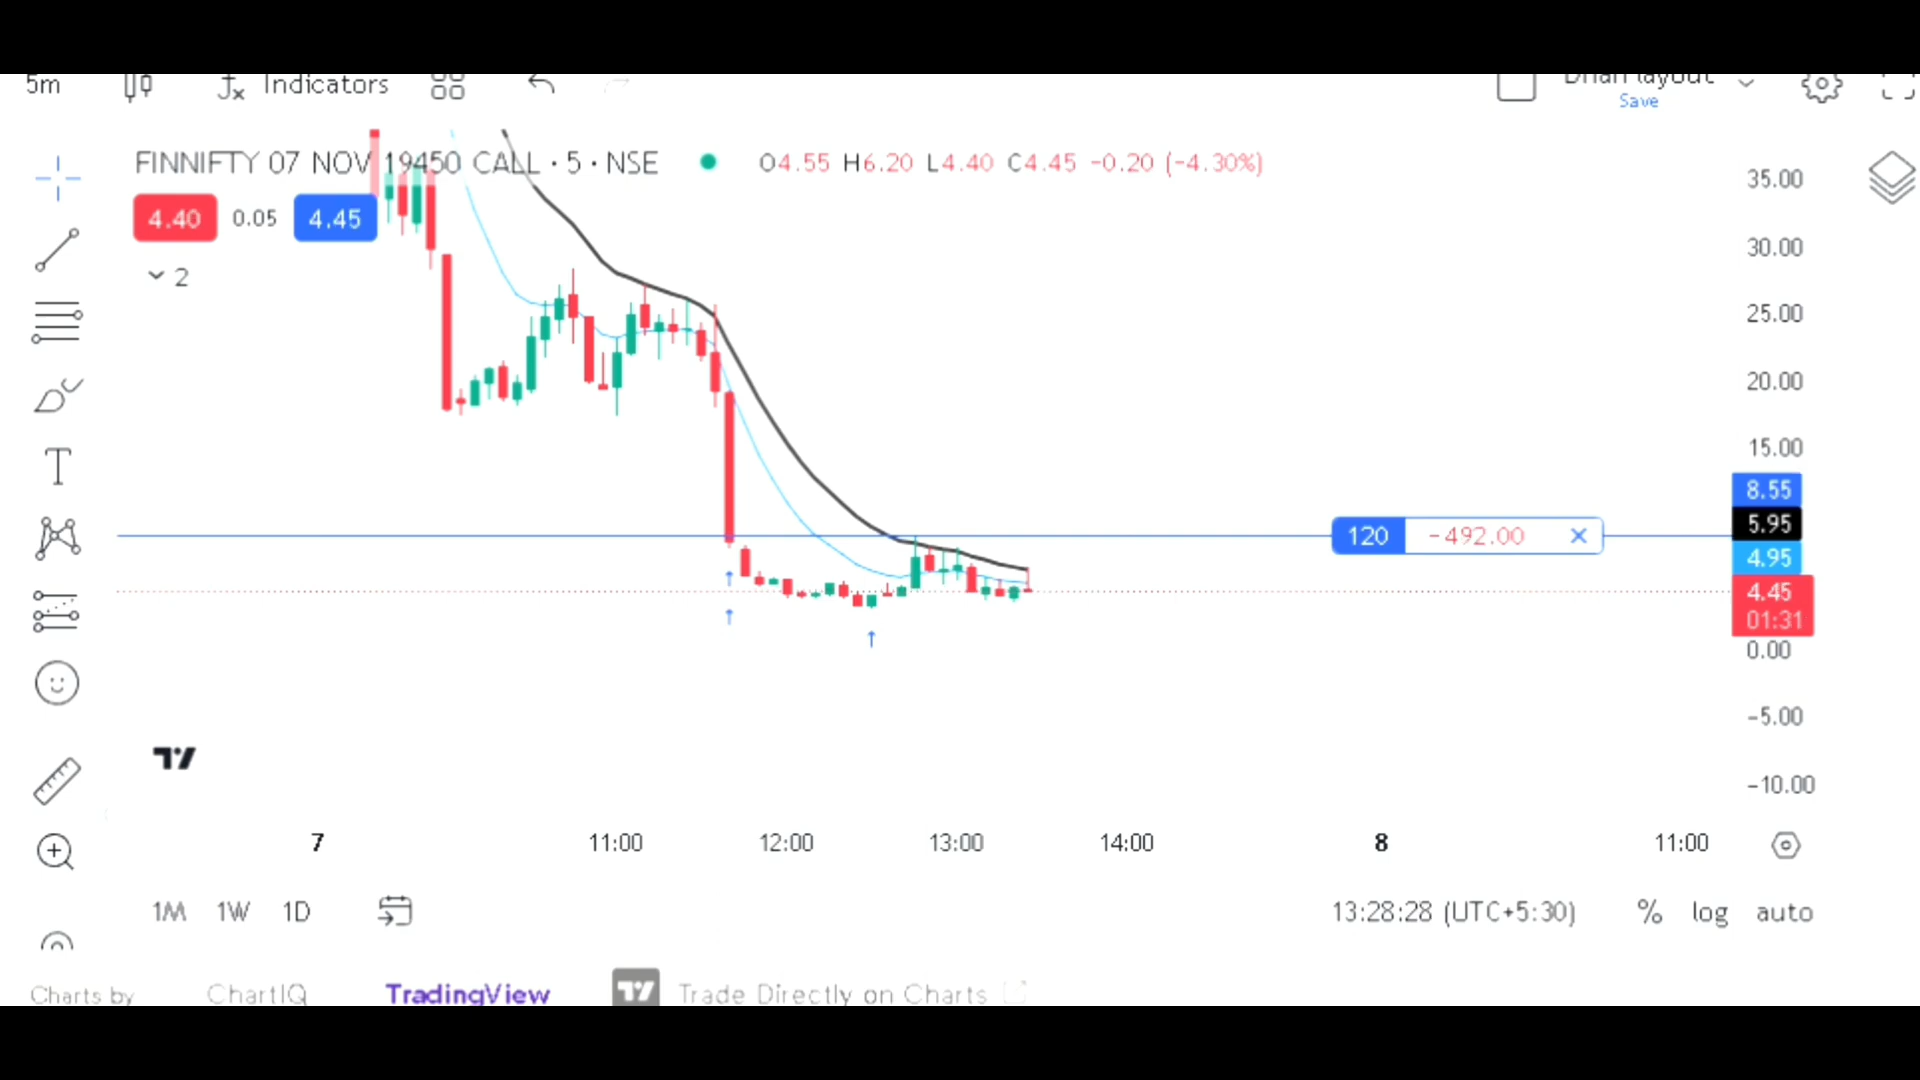 5m Indicators Dhan layout
Save
FINNIFTY 07 NOV 19450 CALL · 5 · NSE O4.55 H6.20 L4.40 C4.45 −0.20 (−4.30%)
4.40 0.05 4.45
2
35.00
30.00
25.00
20.00
15.00
8.55
5.95
120 −492.00
4.95
4.45
01:31
0.00
−5.00
−10.00
7 11:00 12:00 13:00 14:00 8 11:00
1M 1W 1D 13:28:28 (UTC+5:30) % log auto
Charts by ChartIQ TradingView Trade Directly on Charts